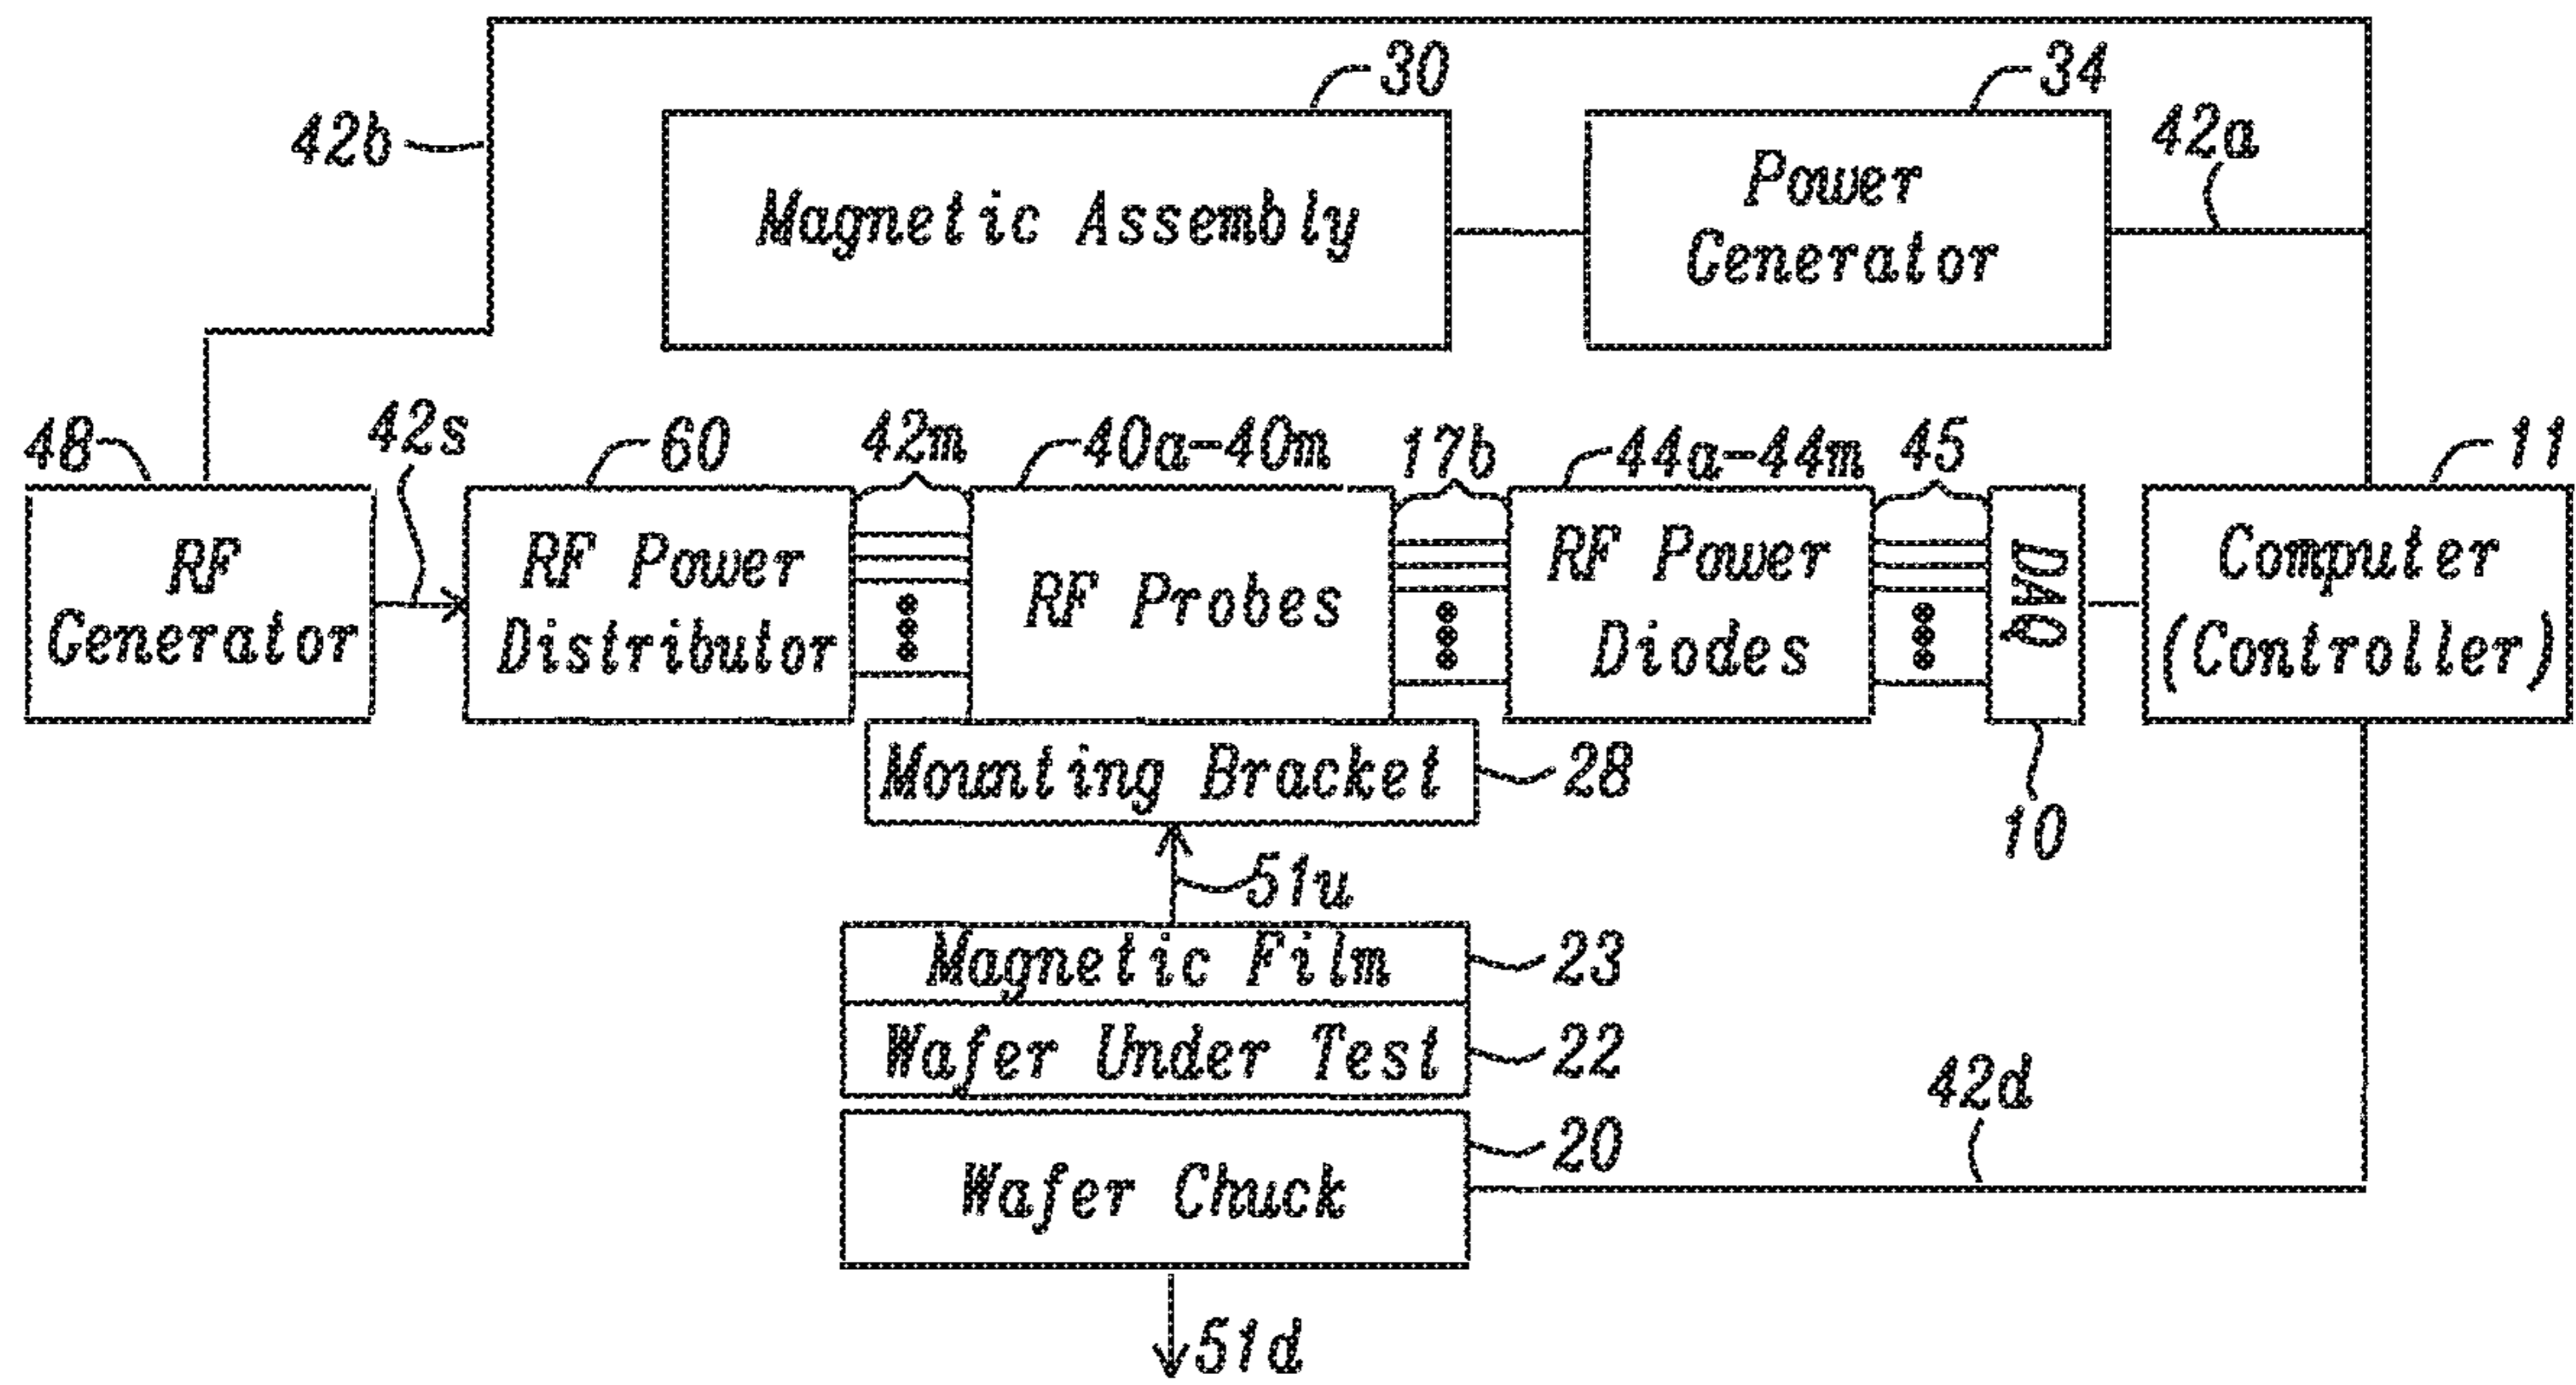 30
34
42b
42a
Magnetic Assembly
Power
Generator
48
42s
60
42m
40a-40m
17b
44a-44m
45
11
RF
Generator
RF Power
Distributor
RF Probes
RF Power
Diodes
DAQ
Computer
(Controller)
Mounting Bracket
28
10
51u
Magnetic Film
23
Wafer Under Test
22
42d
20
Wafer Chuck
51d